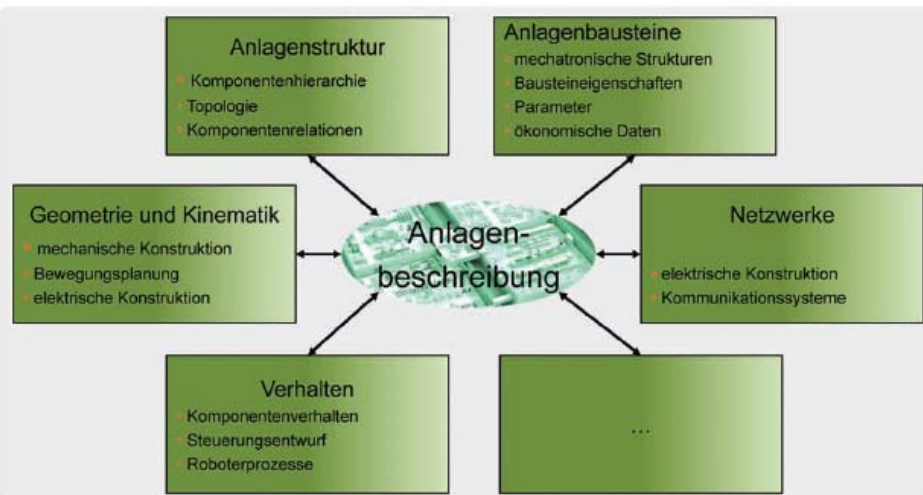 Anlagenstruktur
Komponentenhierarchie
Topologie
Komponentenrelationen
Anlagenbausteine
mechatronische Strukturen
Bausteineigenschaften
Parameter
ökonomische Daten
Geometrie und Kinematik
mechanische Konstruktion
Bewegungsplanung
elektrische Konstruktion
Anlagen-
beschreibung
Netzwerke
elektrische Konstruktion
Kommunikationssysteme
Verhalten
Komponentenverhalten
Steuerungsentwurf
Roboterprozesse
...